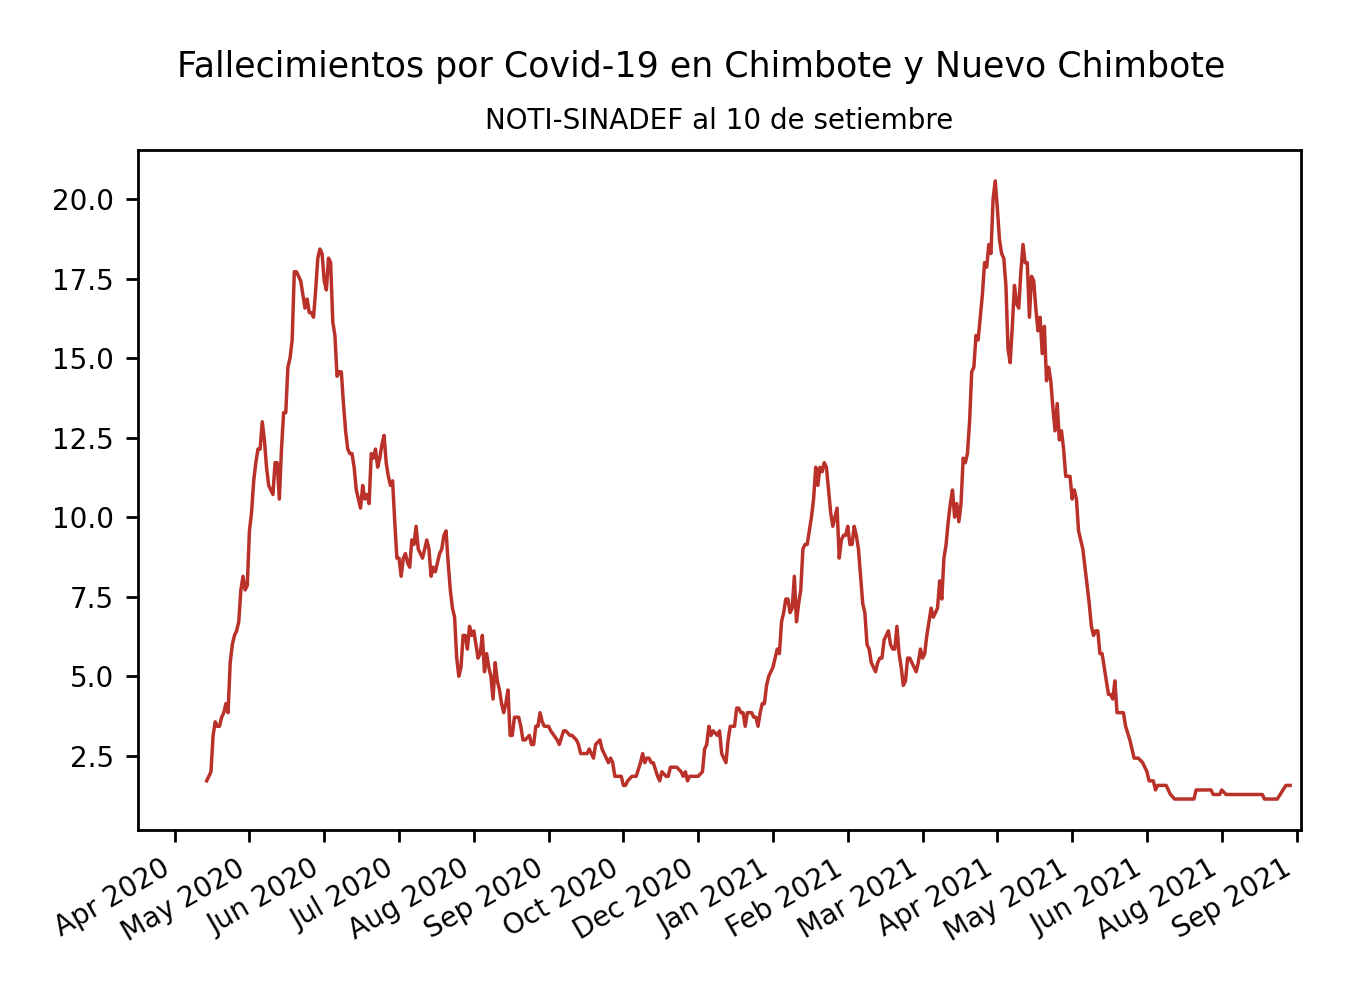 Fallecimientos por Covid-19 en Chimbote y Nuevo Chimbote
NOTI-SINADEF al 10 de setiembre
20.0
17.5
15.0
12.5
10.0
7.5
5.0
2.5
Apr 2020
May 2020
Jun 2020
Jul 2020
Aug 2020
Sep 2020
Oct 2020
Dec 2020
Jan 2021
Feb 2021
Mar 2021
Apr 2021
May 2021
Jun 2021
Aug 2021
Sep 2021